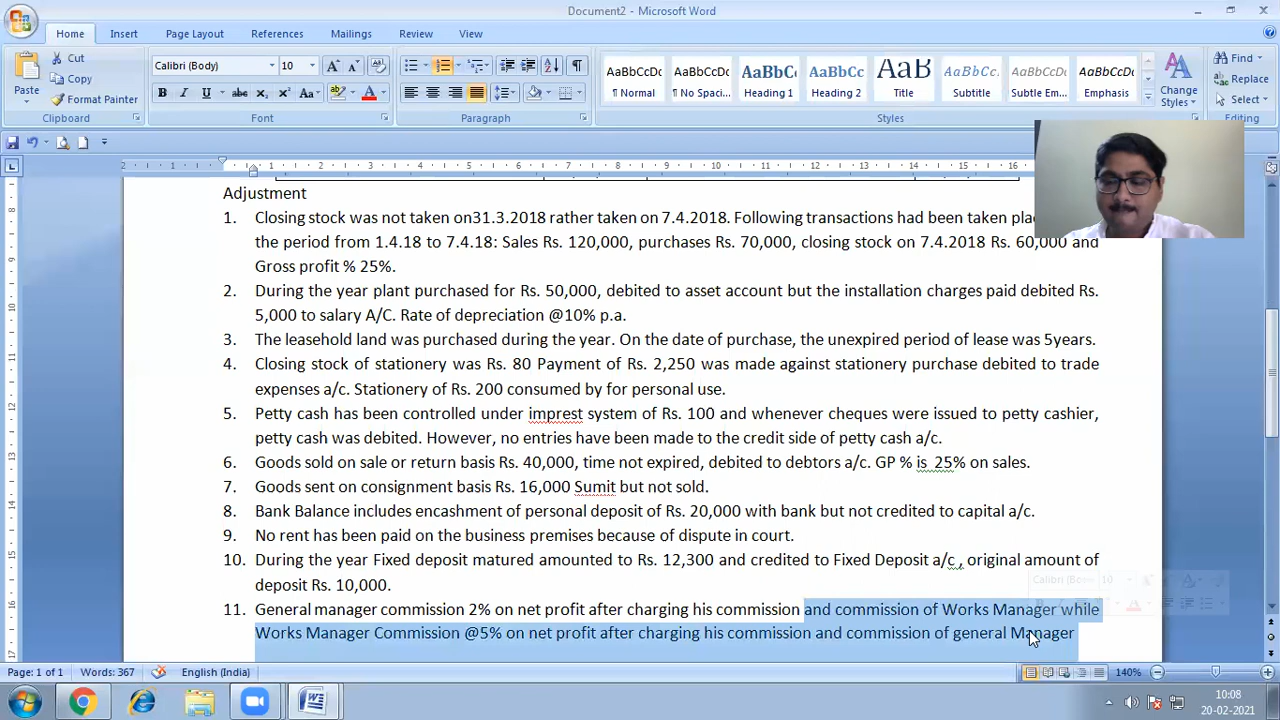 Document2 - Microsoft Word
Home Insert Page Layout References Mailings Review View
Cut
Copy
Format Painter
Paste
Clipboard
Calibri (Body) 10
Font
Paragraph
AaBbCcDc AaBbCcDc AaBbC AaBbCc AaB AaBbCc. AaBbCcDc AaBbCcDc
¶ Normal ¶ No Spaci... Heading 1 Heading 2 Title Subtitle Subtle Em... Emphasis
Change Styles
Styles
Find
Replace
Select
Editing
2 1 1 2 3 4 5 6 7 8 9 10 11 12 13 14 15 16
Adjustment
1. Closing stock was not taken on31.3.2018 rather taken on 7.4.2018. Following transactions had been taken
the period from 1.4.18 to 7.4.18: Sales Rs. 120,000, purchases Rs. 70,000, closing stock on 7.4.2018 Rs. 60,000 and
Gross profit % 25%.
2. During the year plant purchased for Rs. 50,000, debited to asset account but the installation charges paid debited Rs.
5,000 to salary A/C. Rate of depreciation @10% p.a.
3. The leasehold land was purchased during the year. On the date of purchase, the unexpired period of lease was 5years.
4. Closing stock of stationery was Rs. 80 Payment of Rs. 2,250 was made against stationery purchase debited to trade
expenses a/c. Stationery of Rs. 200 consumed by for personal use.
5. Petty cash has been controlled under imprest system of Rs. 100 and whenever cheques were issued to petty cashier,
petty cash was debited. However, no entries have been made to the credit side of petty cash a/c.
6. Goods sold on sale or return basis Rs. 40,000, time not expired, debited to debtors a/c. GP % is 25% on sales.
7. Goods sent on consignment basis Rs. 16,000 Sumit but not sold.
8. Bank Balance includes encashment of personal deposit of Rs. 20,000 with bank but not credited to capital a/c.
9. No rent has been paid on the business premises because of dispute in court.
10. During the year Fixed deposit matured amounted to Rs. 12,300 and credited to Fixed Deposit a/c , original amount of
deposit Rs. 10,000.
11. General manager commission 2% on net profit after charging his commission and commission of Works Manager while
Works Manager Commission @5% on net profit after charging his commission and commission of general Manager
Page: 1 of 1 Words: 367 English (India) 140%
10:08
20-02-2021